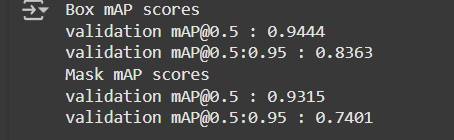 Box mAP scores
validation mAP@0.5 : 0.9444
validation mAP@0.5:0.95 : 0.8363
Mask mAP scores
validation mAP@0.5 : 0.9315
validation mAP@0.5:0.95 : 0.7401